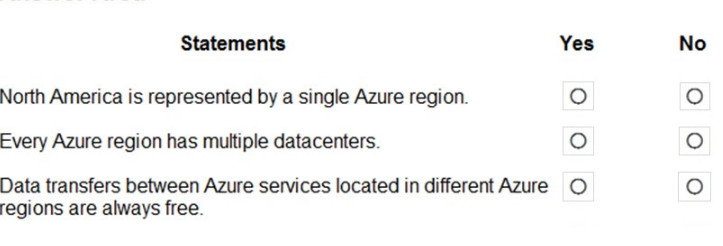 Statements Yes No
North America is represented by a single Azure region.
Every Azure region has multiple datacenters.
Data transfers between Azure services located in different Azure
regions are always free.